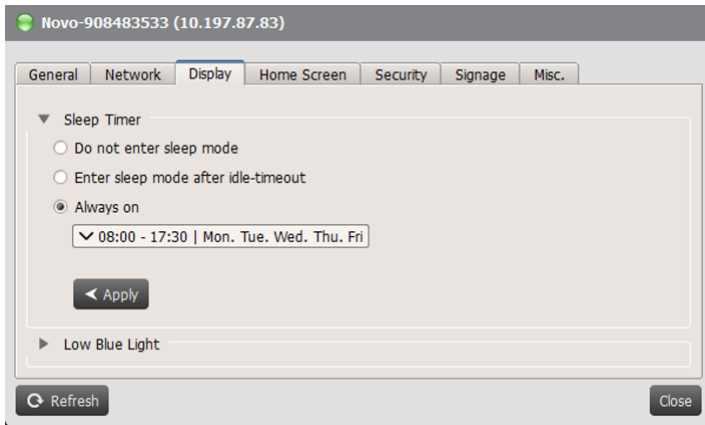 Novo-908483533 (10.197.87.83)
General Network Display Home Screen Security Signage Misc.
Sleep Timer
Do not enter sleep mode
Enter sleep mode after idle-timeout
Always on
08:00 - 17:30 | Mon. Tue. Wed. Thu. Fri
Apply
Low Blue Light
Refresh Close